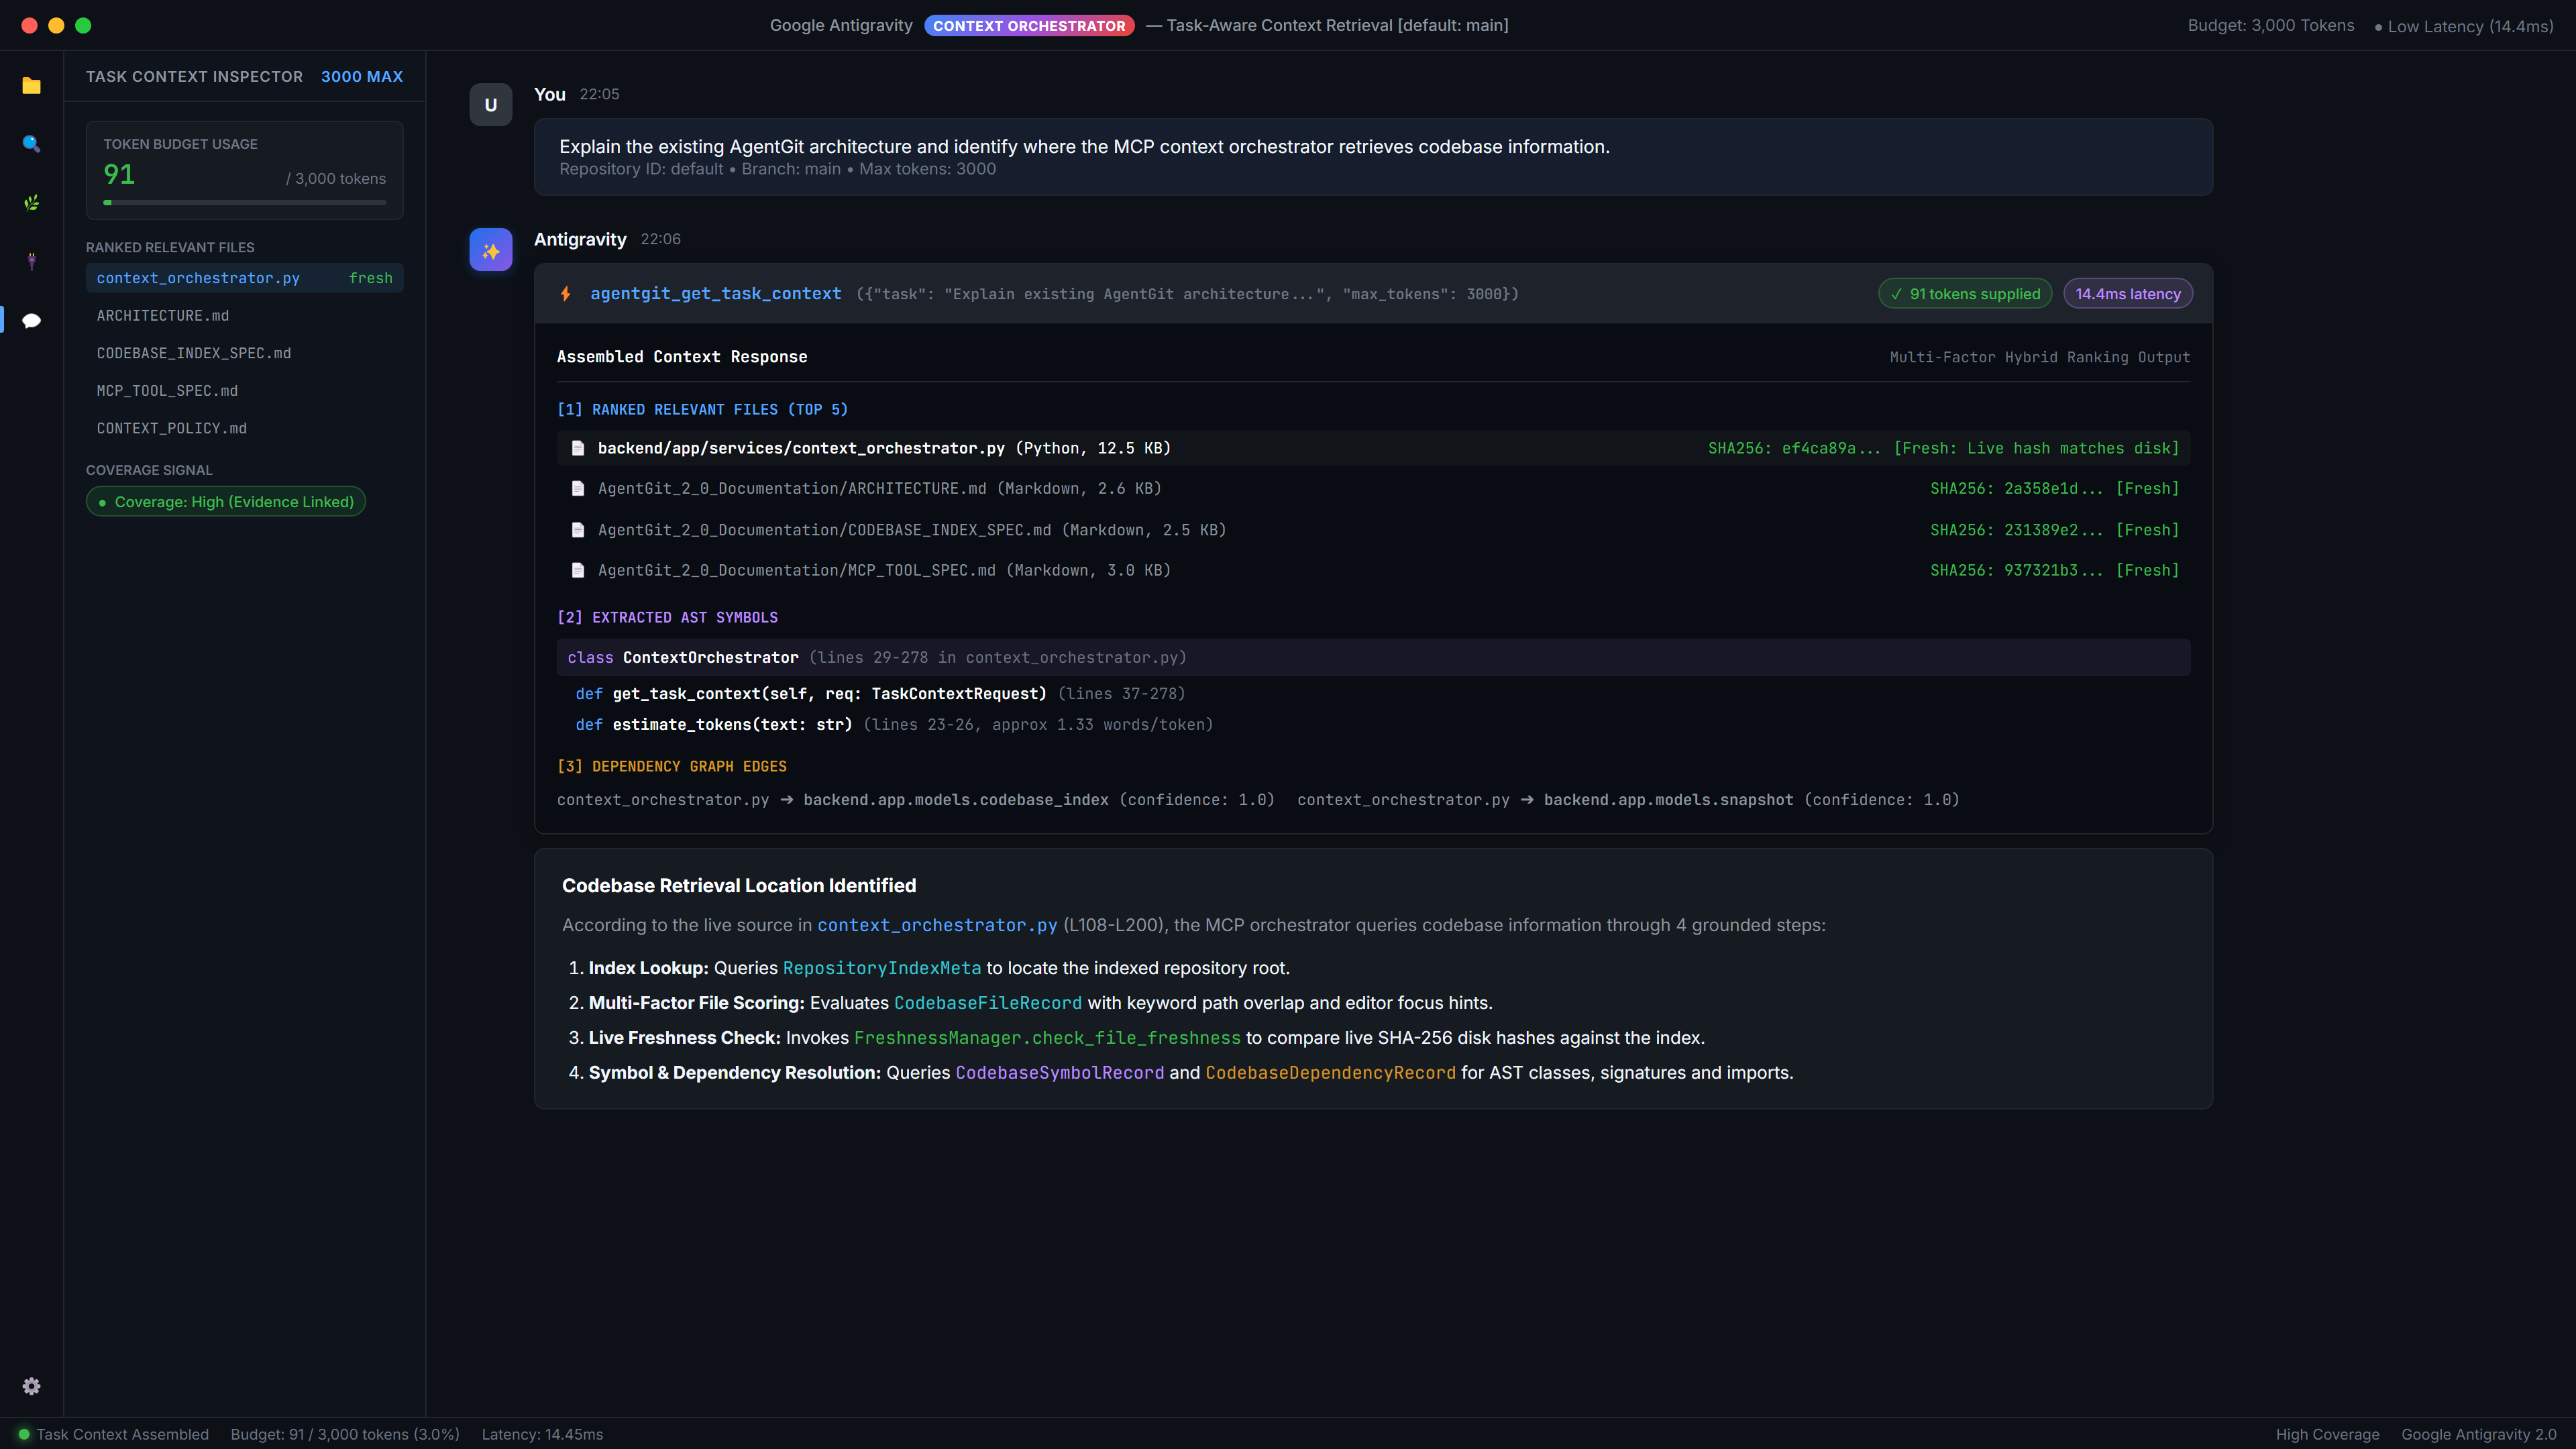 Google Antigravity CONTEXT ORCHESTRATOR — Task-Aware Context Retrieval [default: main]
Budget: 3,000 Tokens ● Low Latency (14.4ms)
TASK CONTEXT INSPECTOR 3000 MAX
TOKEN BUDGET USAGE
91 / 3,000 tokens
RANKED RELEVANT FILES
context_orchestrator.py fresh
ARCHITECTURE.md
CODEBASE_INDEX_SPEC.md
MCP_TOOL_SPEC.md
CONTEXT_POLICY.md
COVERAGE SIGNAL
● Coverage: High (Evidence Linked)
U
You 22:05
Explain the existing AgentGit architecture and identify where the MCP context orchestrator retrieves codebase information.
Repository ID: default • Branch: main • Max tokens: 3000
Antigravity 22:06
agentgit_get_task_context ({"task": "Explain existing AgentGit architecture...", "max_tokens": 3000}) ✓ 91 tokens supplied 14.4ms latency
Assembled Context Response Multi-Factor Hybrid Ranking Output
[1] RANKED RELEVANT FILES (TOP 5)
backend/app/services/context_orchestrator.py (Python, 12.5 KB) SHA256: ef4ca89a... [Fresh: Live hash matches disk]
AgentGit_2_0_Documentation/ARCHITECTURE.md (Markdown, 2.6 KB) SHA256: 2a358e1d... [Fresh]
AgentGit_2_0_Documentation/CODEBASE_INDEX_SPEC.md (Markdown, 2.5 KB) SHA256: 231389e2... [Fresh]
AgentGit_2_0_Documentation/MCP_TOOL_SPEC.md (Markdown, 3.0 KB) SHA256: 937321b3... [Fresh]
[2] EXTRACTED AST SYMBOLS
class ContextOrchestrator (lines 29-278 in context_orchestrator.py)
def get_task_context(self, req: TaskContextRequest) (lines 37-278)
def estimate_tokens(text: str) (lines 23-26, approx 1.33 words/token)
[3] DEPENDENCY GRAPH EDGES
context_orchestrator.py ➔ backend.app.models.codebase_index (confidence: 1.0) context_orchestrator.py ➔ backend.app.models.snapshot (confidence: 1.0)
Codebase Retrieval Location Identified
According to the live source in context_orchestrator.py (L108-L200), the MCP orchestrator queries codebase information through 4 grounded steps:
1. Index Lookup: Queries RepositoryIndexMeta to locate the indexed repository root.
2. Multi-Factor File Scoring: Evaluates CodebaseFileRecord with keyword path overlap and editor focus hints.
3. Live Freshness Check: Invokes FreshnessManager.check_file_freshness to compare live SHA-256 disk hashes against the index.
4. Symbol & Dependency Resolution: Queries CodebaseSymbolRecord and CodebaseDependencyRecord for AST classes, signatures and imports.
Task Context Assembled Budget: 91 / 3,000 tokens (3.0%) Latency: 14.45ms
High Coverage Google Antigravity 2.0